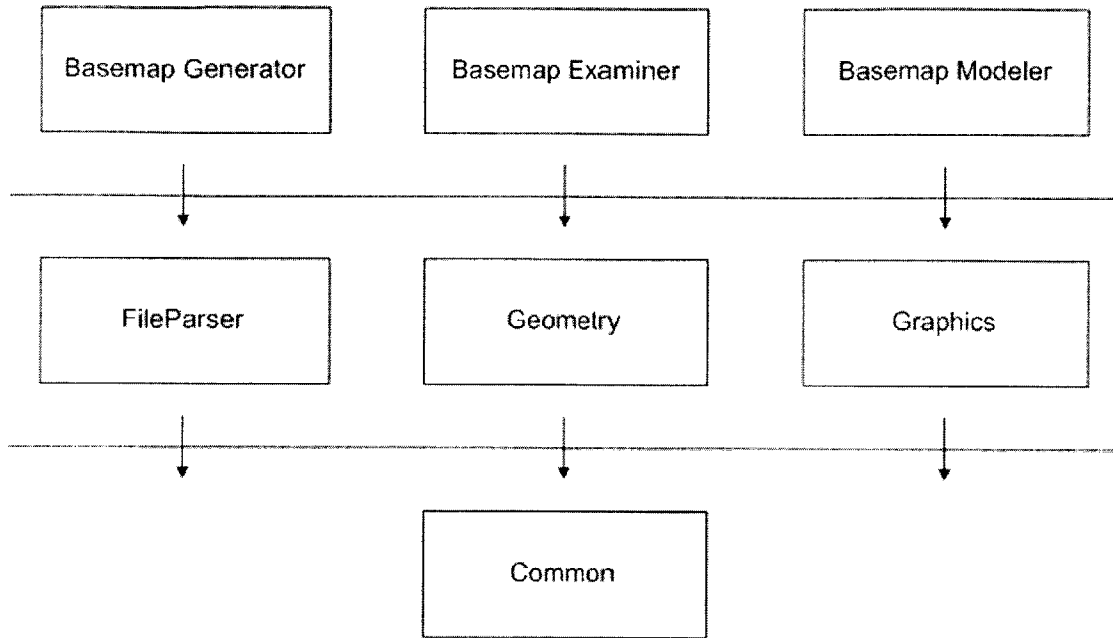 Basemap Generator
Basemap Examiner
Basemap Modeler
FileParser
Geometry
Graphics
Common